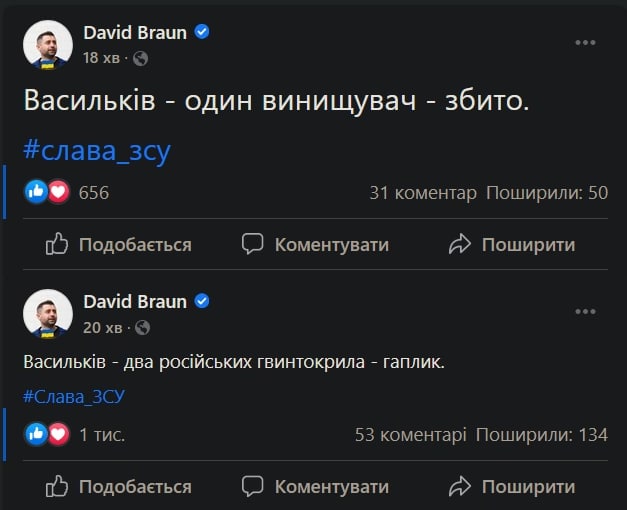 David Braun
18 хв ·
Васильків - один винищувач - збито.
#слава_зсу
656 31 коментар Поширили: 50
Подобається Коментувати Поширити
David Braun
20 хв ·
Васильків - два російських гвинтокрила - гаплик.
#Слава_ЗСУ
1 тис. 53 коментарі Поширили: 134
Подобається Коментувати Поширити